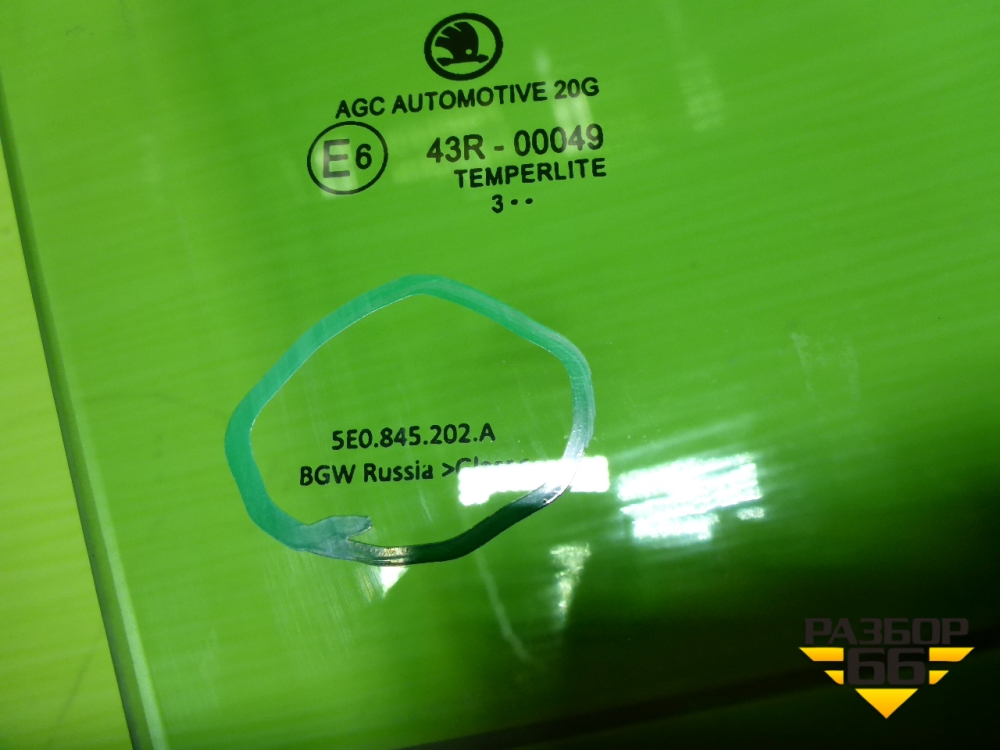 AGC AUTOMOTIVE 20G
E6 43R - 00049
TEMPERLITE
3 • •
5E0.845.202.A
BGW Russia
РАЗБОР
66